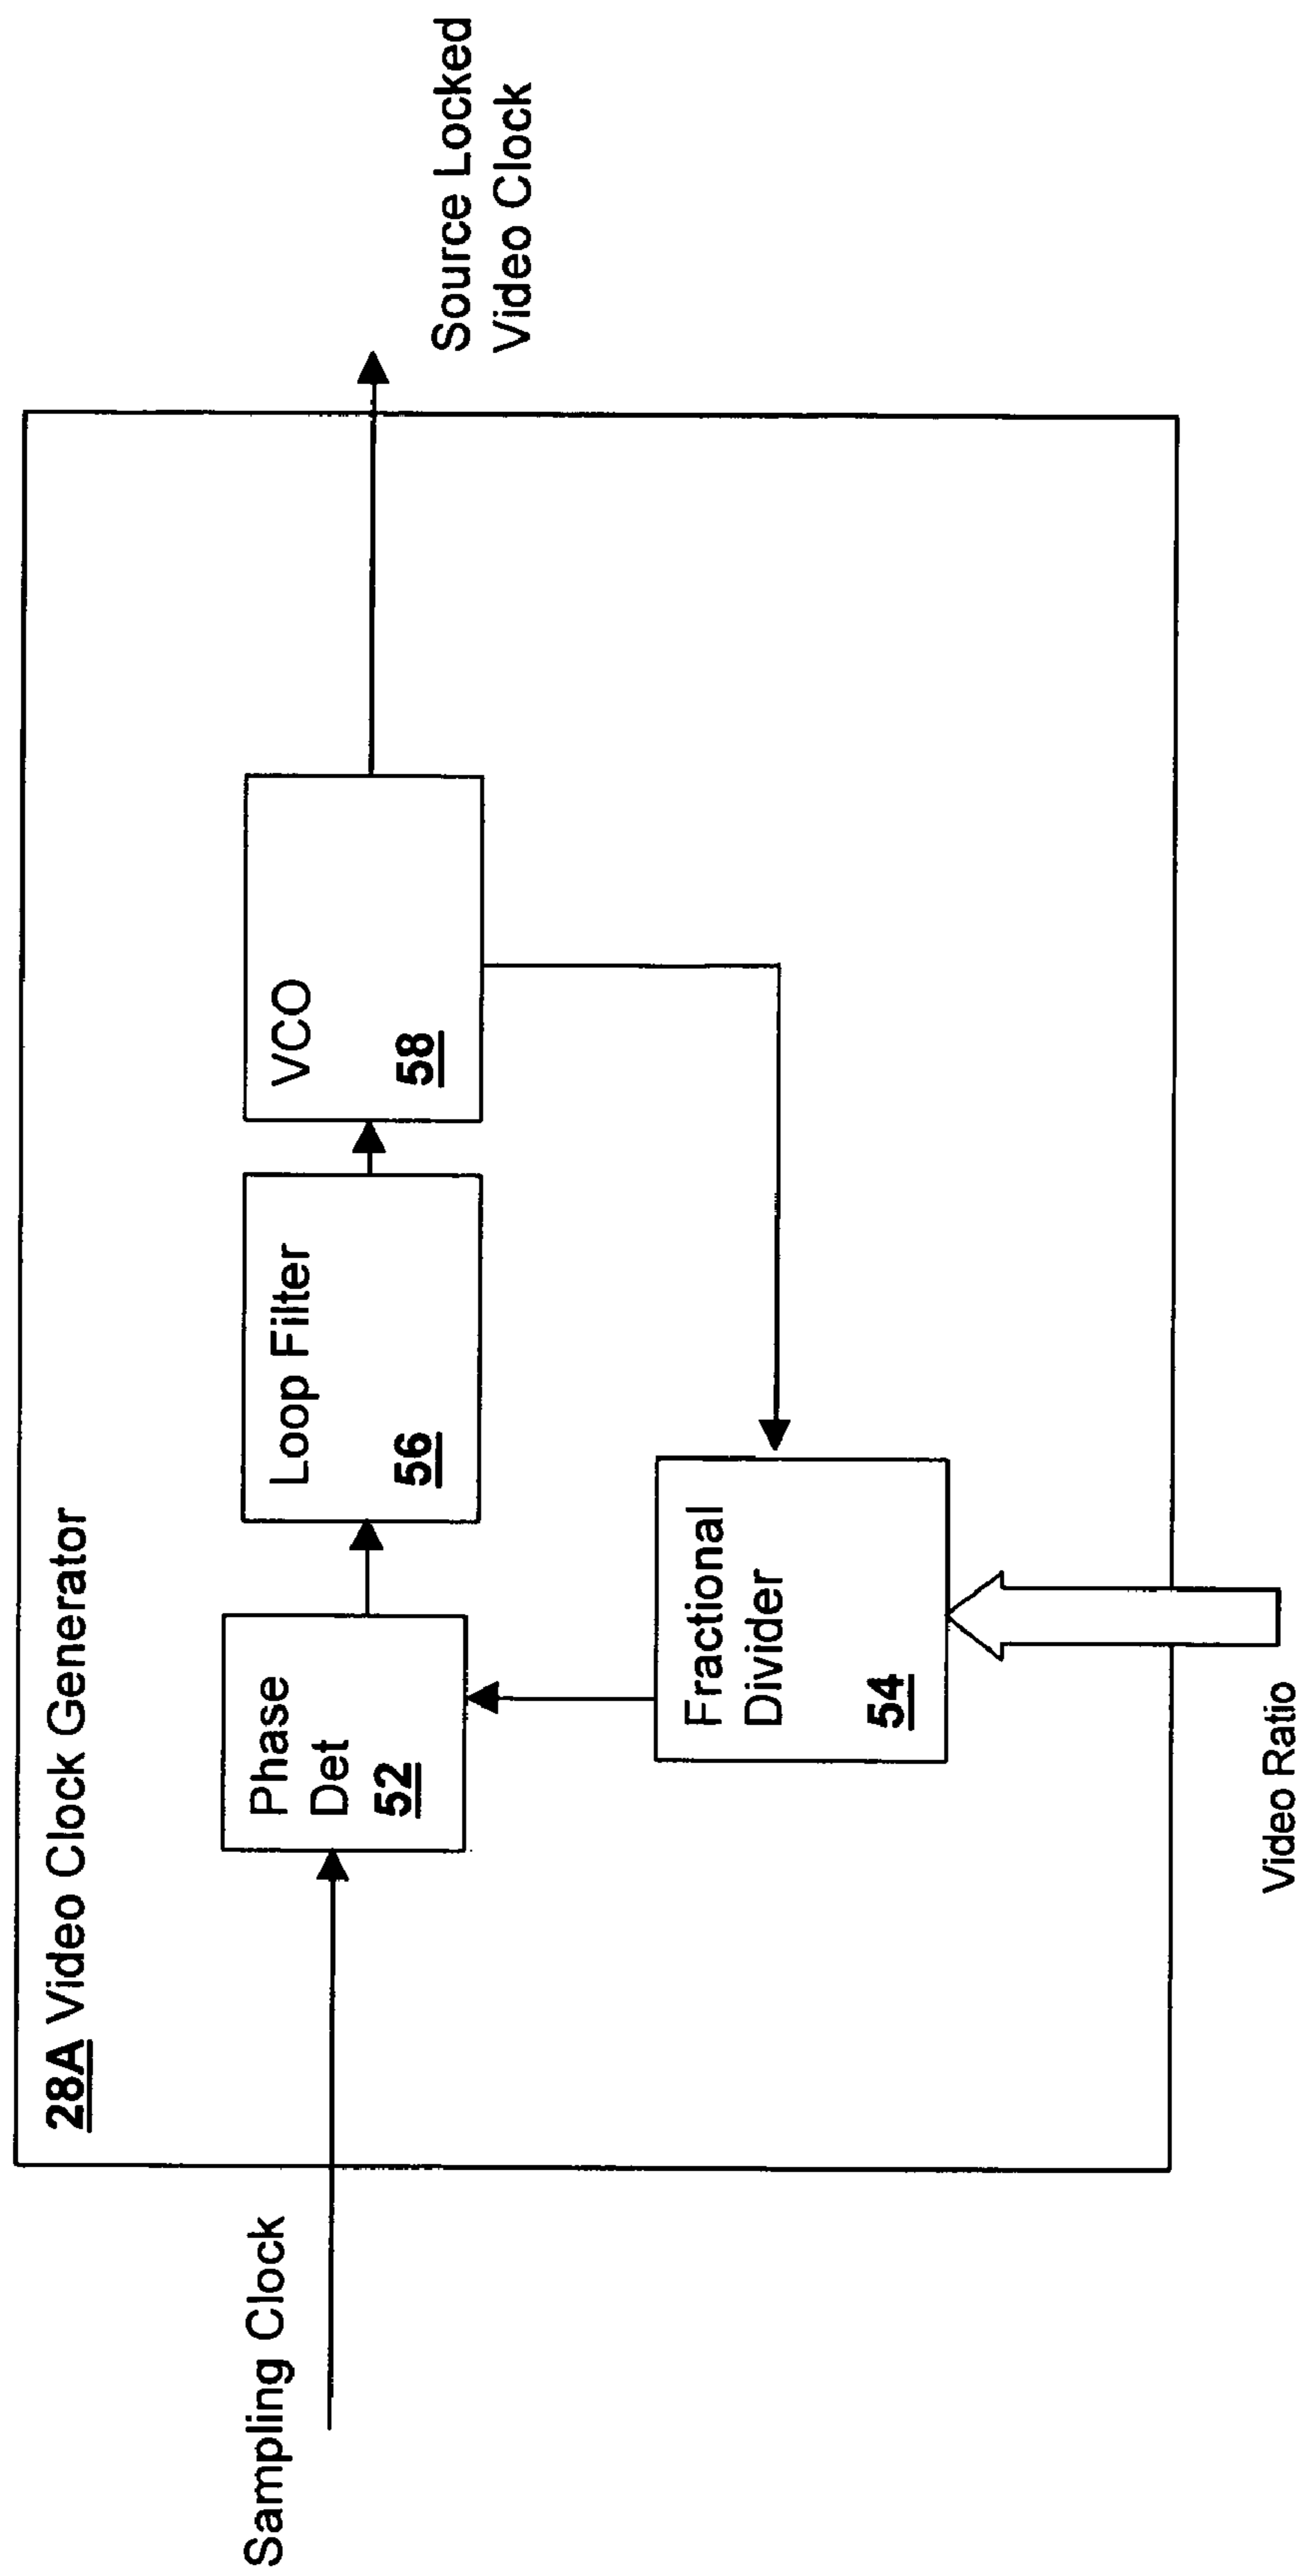 28A Video Clock Generator
Sampling Clock
Phase
Det
52
Loop Filter
56
VCO
58
Source Locked
Video Clock
Fractional
Divider
54
Video Ratio